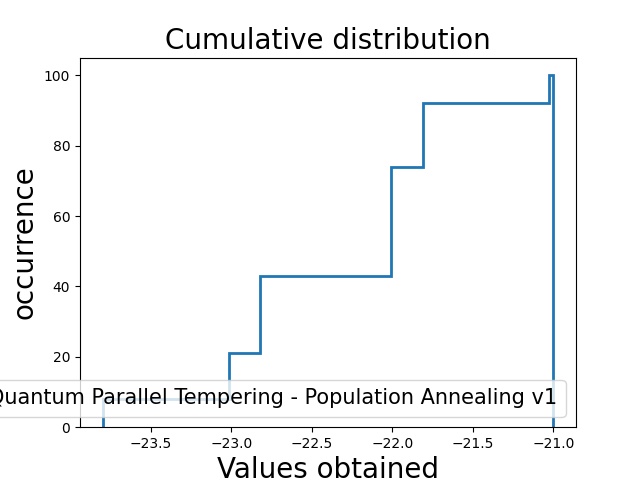 Cumulative distribution
100
80
60
40
20
0
occurrence
Quantum Parallel Tempering - Population Annealing v1
−23.5 −23.0 −22.5 −22.0 −21.5 −21.0
Values obtained